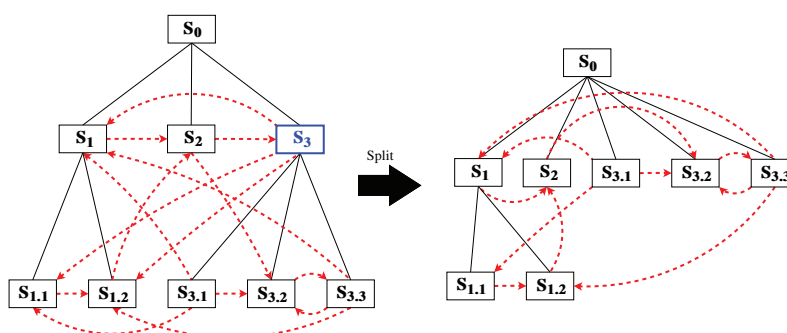 S0
S0
S1 S2 S3
Split
S1 S2 S3.1 S3.2 S3.3
S1.1 S1.2 S3.1 S3.2 S3.3
S1.1 S1.2